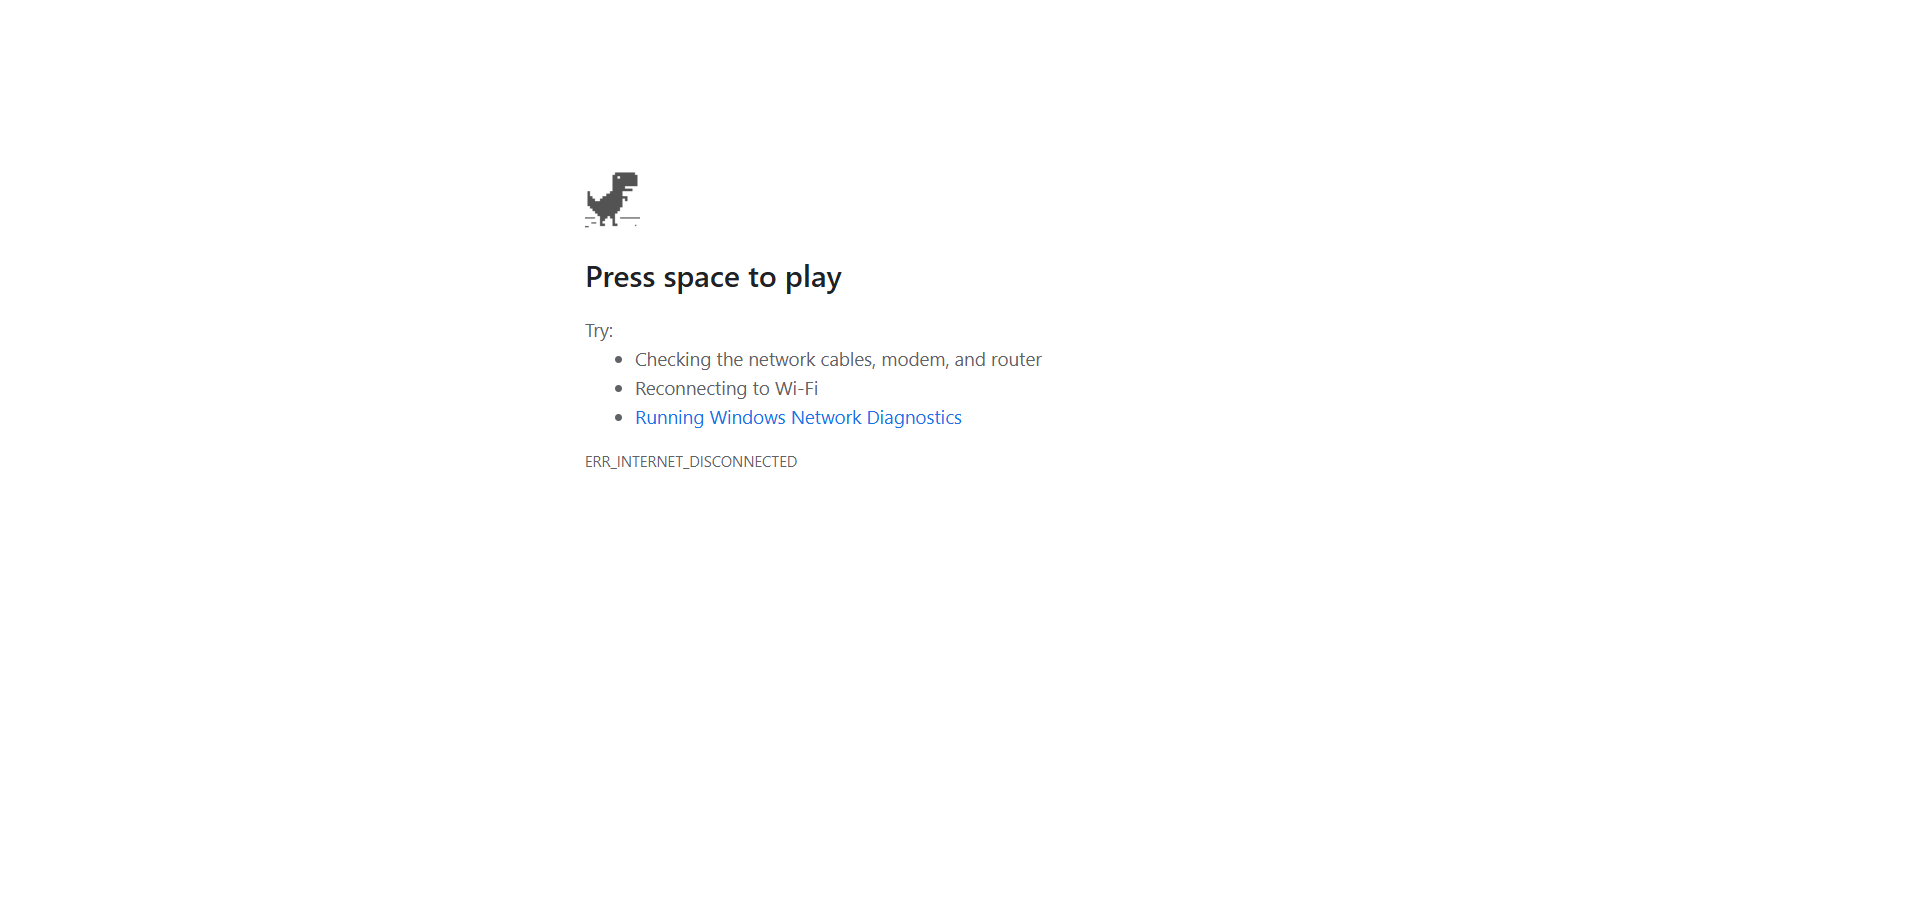 Press space to play
Try:
Checking the network cables, modem, and router
Reconnecting to Wi-Fi
Running Windows Network Diagnostics
ERR_INTERNET_DISCONNECTED